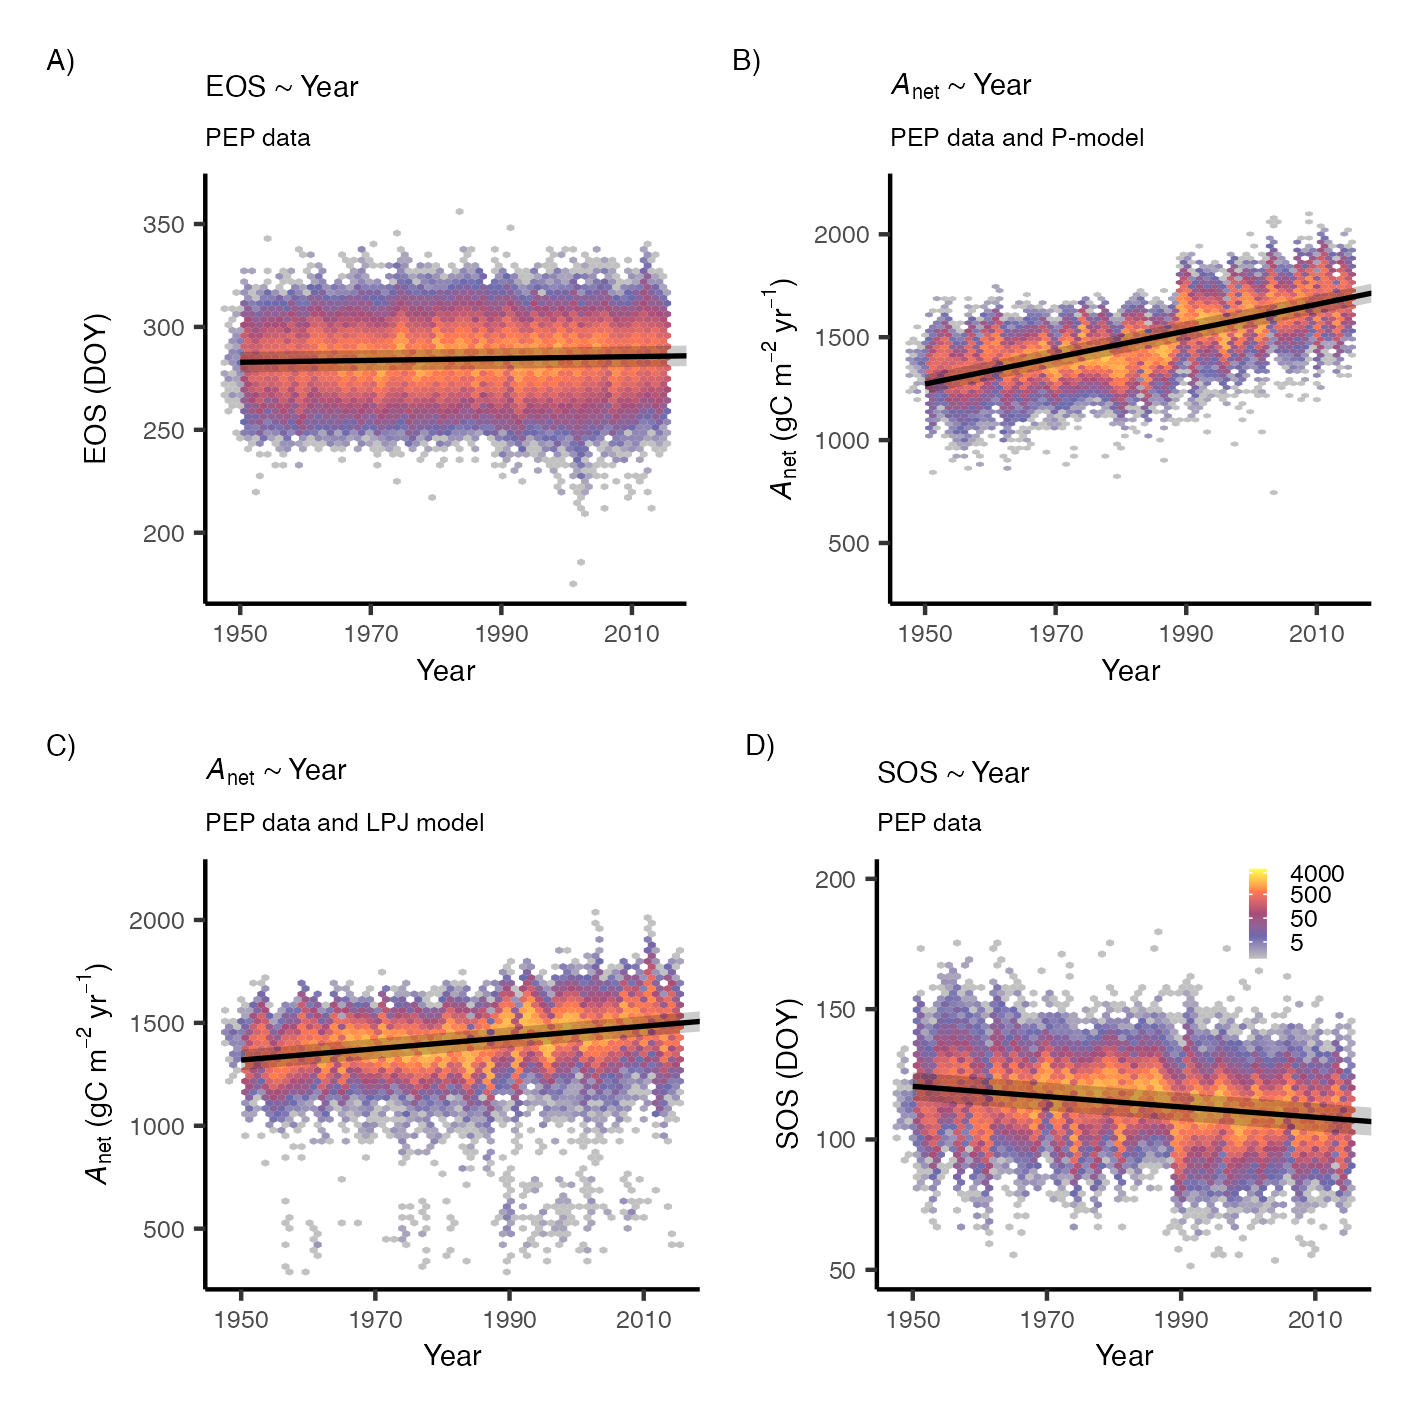 A)
EOS ~ Year
PEP data
EOS (DOY)
350
300
250
200
1950 1970 1990 2010
Year
B)
Anet ~ Year
PEP data and P-model
Anet (gC m−2 yr−1)
2000
1500
1000
500
1950 1970 1990 2010
Year
C)
Anet ~ Year
PEP data and LPJ model
Anet (gC m−2 yr−1)
2000
1500
1000
500
1950 1970 1990 2010
Year
D)
SOS ~ Year
PEP data
SOS (DOY)
200
150
100
50
4000
500
50
5
1950 1970 1990 2010
Year